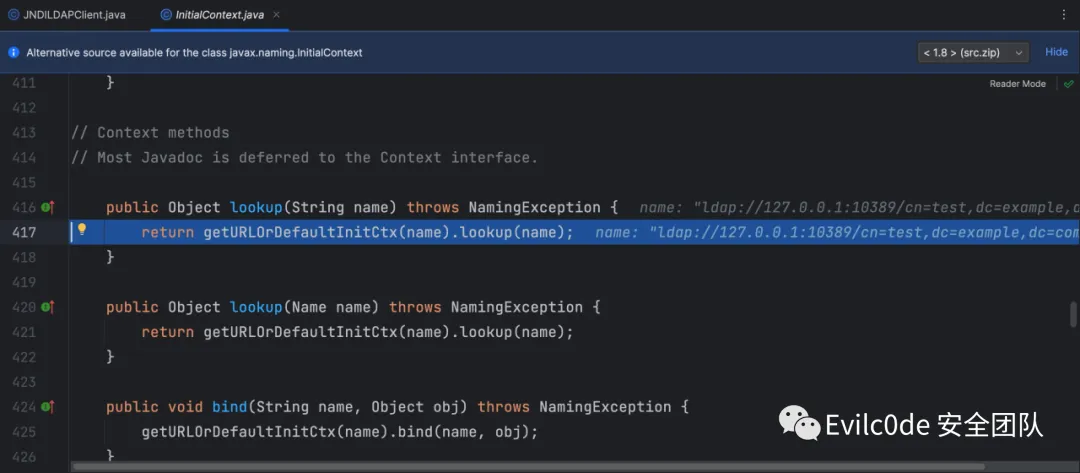 JNDILDAPClient.java InitialContext.java
Alternative source available for the class javax.naming.InitialContext < 1.8 > (src.zip) Hide
Reader Mode
411 }
412
413 // Context methods
414 // Most Javadoc is deferred to the Context interface.
415
416 public Object lookup(String name) throws NamingException { name: "ldap://127.0.0.1:10389/cn=test,dc=example,d
417 return getURLOrDefaultInitCtx(name).lookup(name); name: "ldap://127.0.0.1:10389/cn=test,dc=example,dc=com
418 }
419
420 public Object lookup(Name name) throws NamingException {
421 return getURLOrDefaultInitCtx(name).lookup(name);
422 }
423
424 public void bind(String name, Object obj) throws NamingException {
425 getURLOrDefaultInitCtx(name).bind(name, obj);
426 }
Evilc0de 安全团队